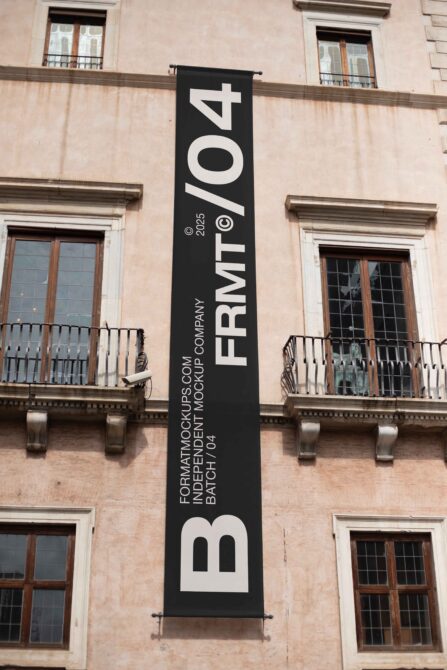 B/04
FORMATMOCKUPS.COM
INDEPENDENT MOCKUP COMPANY
BATCH / 04
FRMT©
©
2025